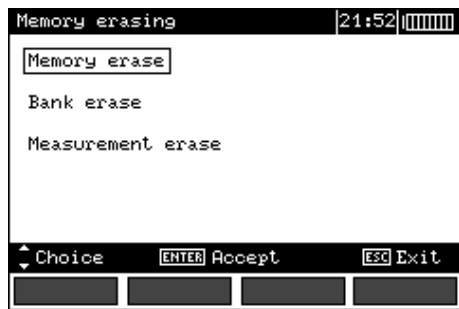 Memory erasing 21:52
Memory erase
Bank erase
Measurement erase
Choice ENTER Accept ESC Exit